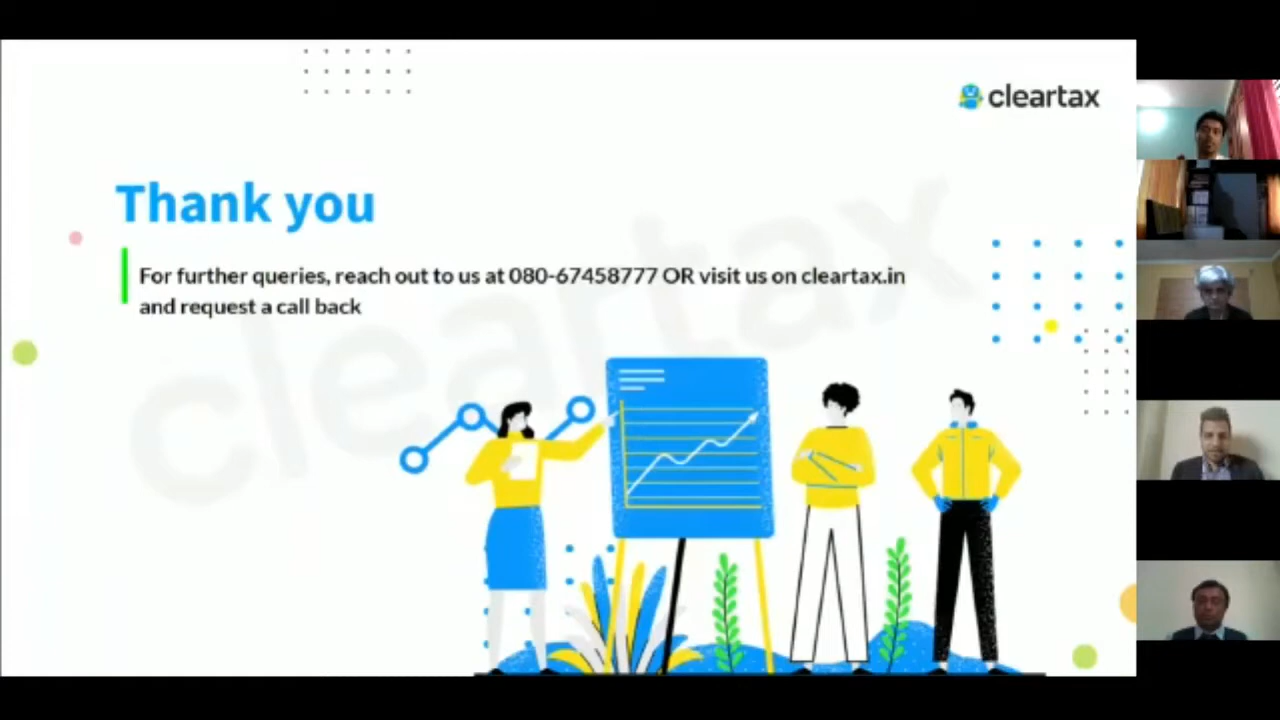 cleartax
Thank you
For further queries, reach out to us at 080-67458777 OR visit us on cleartax.in
and request a call back
cleartax